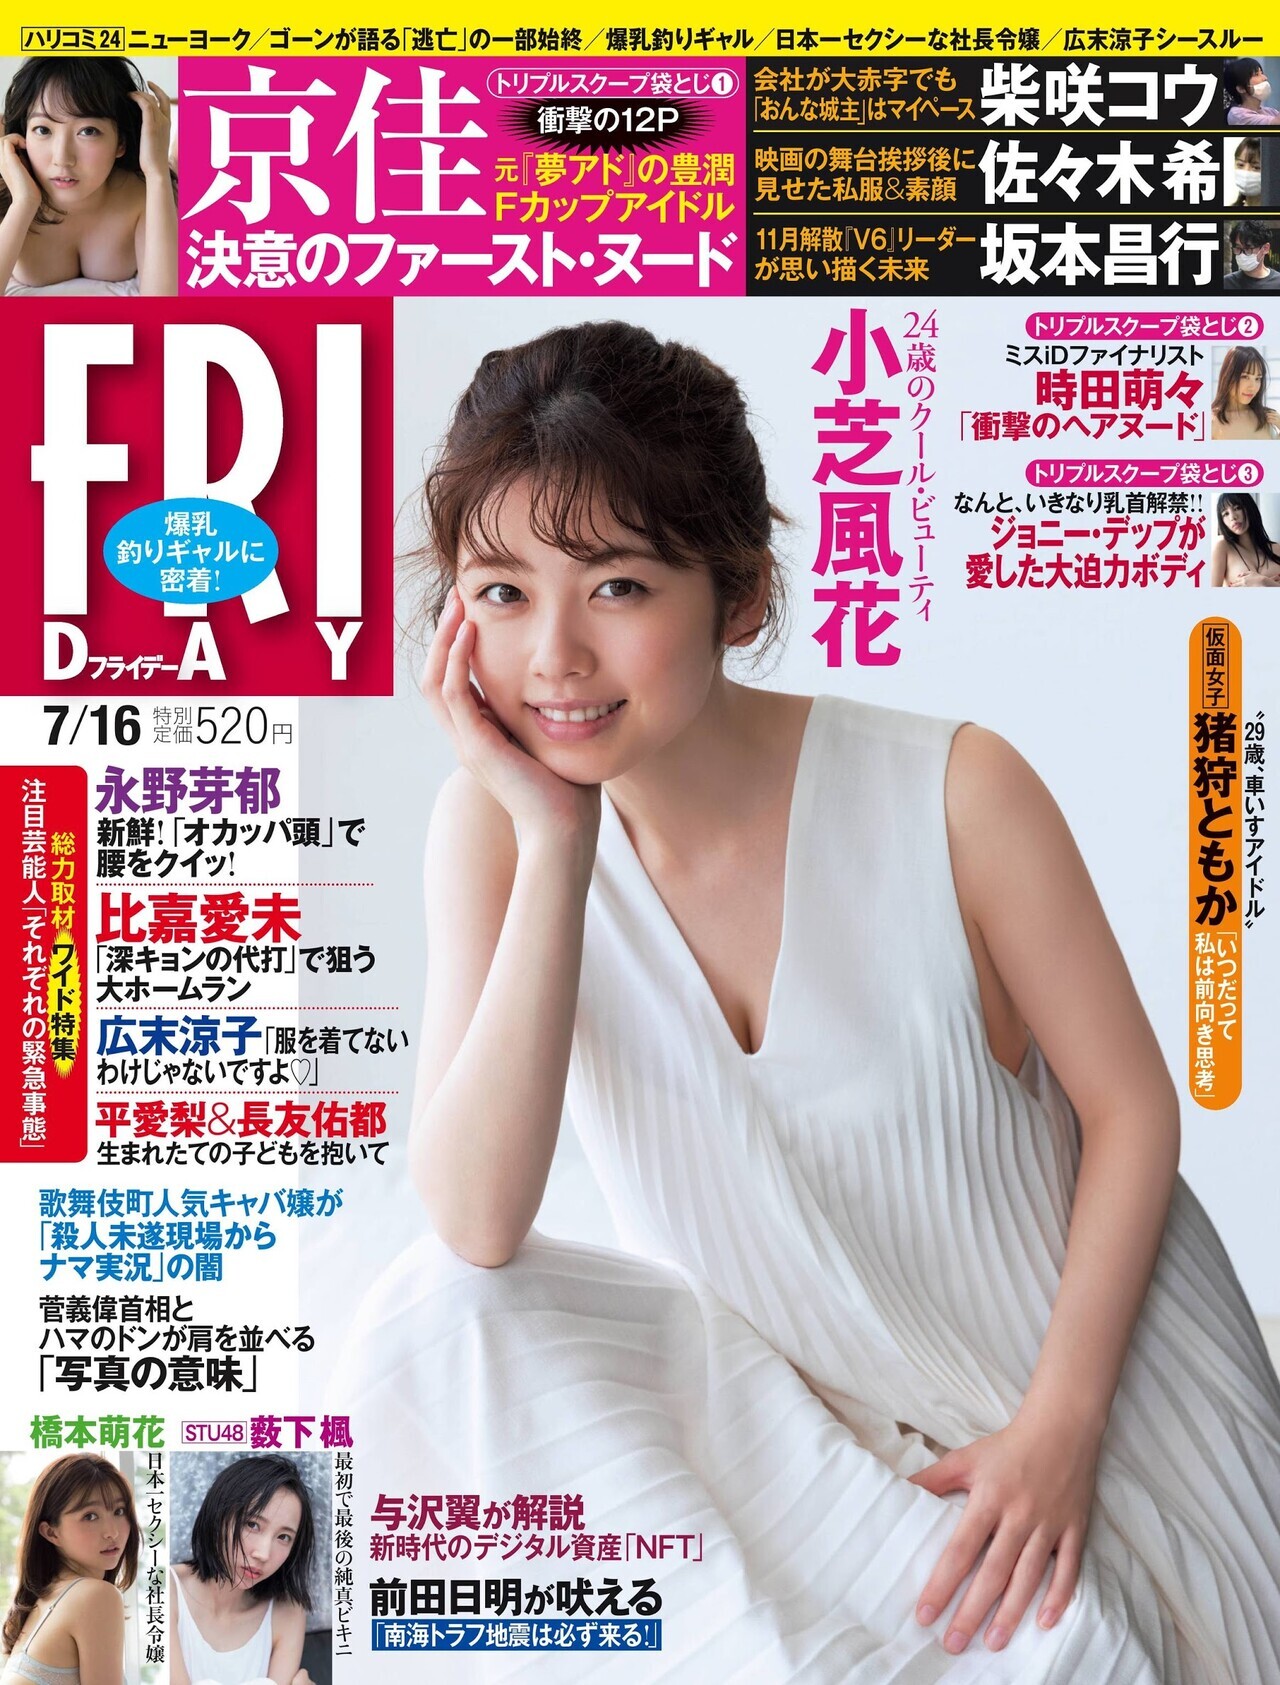 ハリコミ24 ニューヨーク／ゴーンが語る「逃亡」の一部始終／爆乳釣りギャル／日本一セクシーな社長令嬢／広末涼子シースルー
京佳
トリプルスクープ袋とじ①
衝撃の12P
元『夢アド』の豊潤
Fカップアイドル
決意のファースト・ヌード
会社が大赤字でも
「おんな城主」はマイペース
柴咲コウ
映画の舞台挨拶後に
見せた私服＆素顔
佐々木希
11月解散『V6』リーダー
が思い描く未来
坂本昌行
FRI
DAY
フライデー
爆乳
釣りギャルに
密着！
7/16 特別定価520円
24歳のクール・ビューティ
小芝風花
トリプルスクープ袋とじ②
ミスiDファイナリスト
時田萌々
「衝撃のヘアヌード」
トリプルスクープ袋とじ③
なんと、いきなり乳首解禁!!
ジョニー・デップが
愛した大迫力ボディ
“29歳、車いすアイドル”
仮面女子 猪狩ともか
「いつだって
私は前向き思考」
総力取材 ワイド特集
注目芸能人「それぞれの緊急事態」
永野芽郁
新鮮！「オカッパ頭」で
腰をクイッ！
比嘉愛未
「深キョンの代打」で狙う
大ホームラン
広末涼子「服を着てない
わけじゃないですよ♡」
平愛梨＆長友佑都
生まれたての子どもを抱いて
歌舞伎町人気キャバ嬢が
「殺人未遂現場から
ナマ実況」の闇
菅義偉首相と
ハマのドンが肩を並べる
「写真の意味」
橋本萌花
日本一セクシーな社長令嬢
STU48 薮下楓
最初で最後の純真ビキニ
与沢翼が解説
新時代のデジタル資産「NFT」
前田日明が吠える
「南海トラフ地震は必ず来る！」